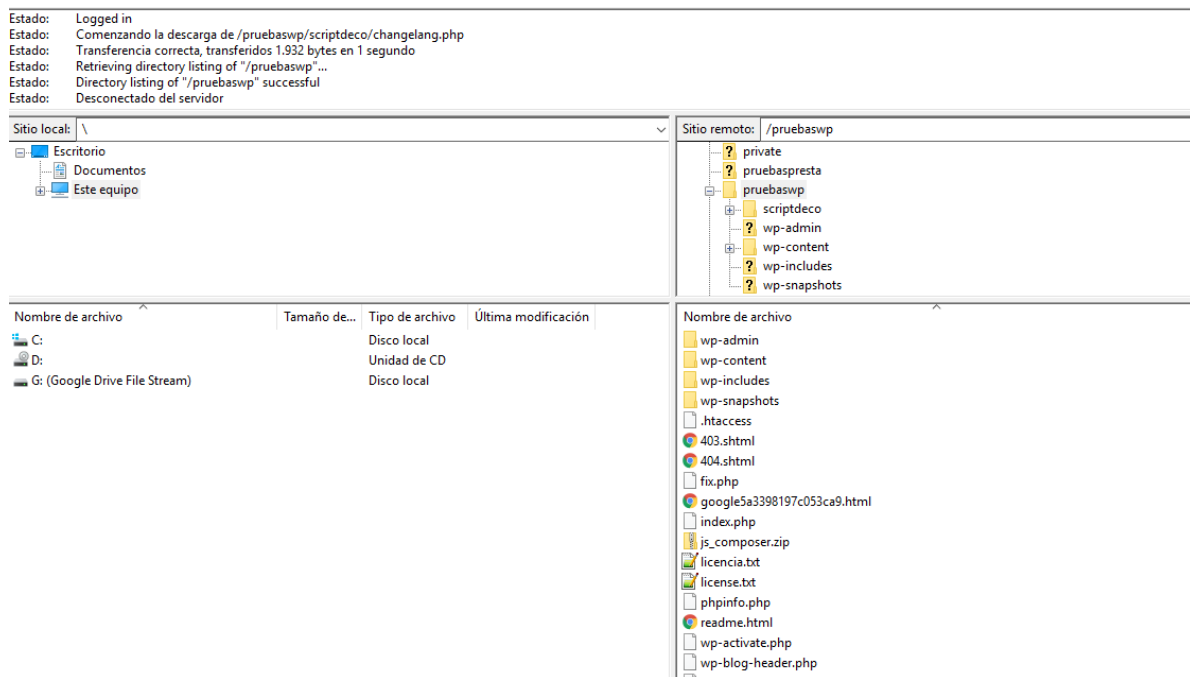 Estado: Logged in
Estado: Comenzando la descarga de /pruebaswp/scriptdeco/changelang.php
Estado: Transferencia correcta, transferidos 1.932 bytes en 1 segundo
Estado: Retrieving directory listing of "/pruebaswp"...
Estado: Directory listing of "/pruebaswp" successful
Estado: Desconectado del servidor
Sitio local: \
Escritorio
Documentos
Este equipo
Sitio remoto: /pruebaswp
private
pruebaspresta
pruebaswp
scriptdeco
wp-admin
wp-content
wp-includes
wp-snapshots
Nombre de archivo Tamaño de... Tipo de archivo Última modificación
C: Disco local
D: Unidad de CD
G: (Google Drive File Stream) Disco local
Nombre de archivo
wp-admin
wp-content
wp-includes
wp-snapshots
.htaccess
403.shtml
404.shtml
fix.php
google5a3398197c053ca9.html
index.php
js_composer.zip
licencia.txt
license.txt
phpinfo.php
readme.html
wp-activate.php
wp-blog-header.php